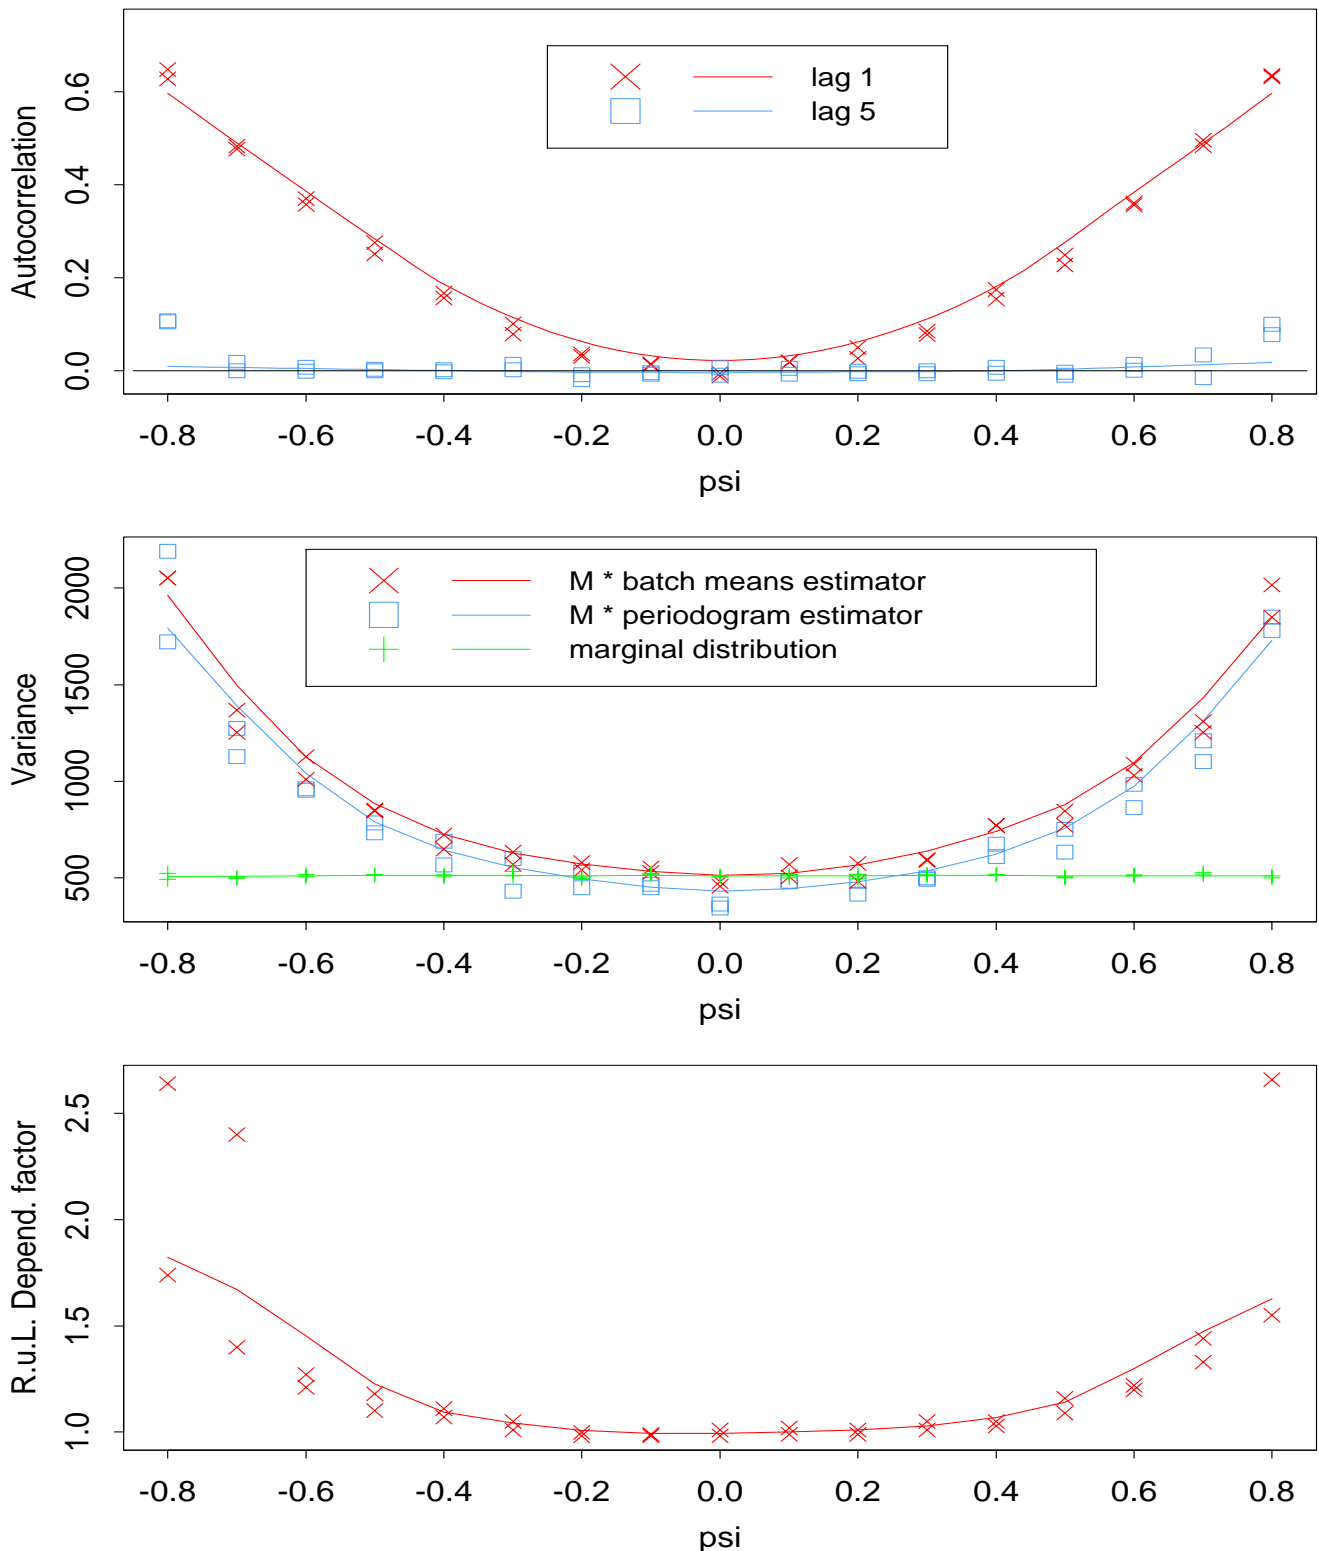 Autocorrelation
0.0 0.2 0.4 0.6
lag 1
lag 5
-0.8 -0.6 -0.4 -0.2 0.0 0.2 0.4 0.6 0.8
psi
Variance
500 1000 1500 2000
M * batch means estimator
M * periodogram estimator
marginal distribution
-0.8 -0.6 -0.4 -0.2 0.0 0.2 0.4 0.6 0.8
psi
R.u.L. Depend. factor
1.0 1.5 2.0 2.5
-0.8 -0.6 -0.4 -0.2 0.0 0.2 0.4 0.6 0.8
psi